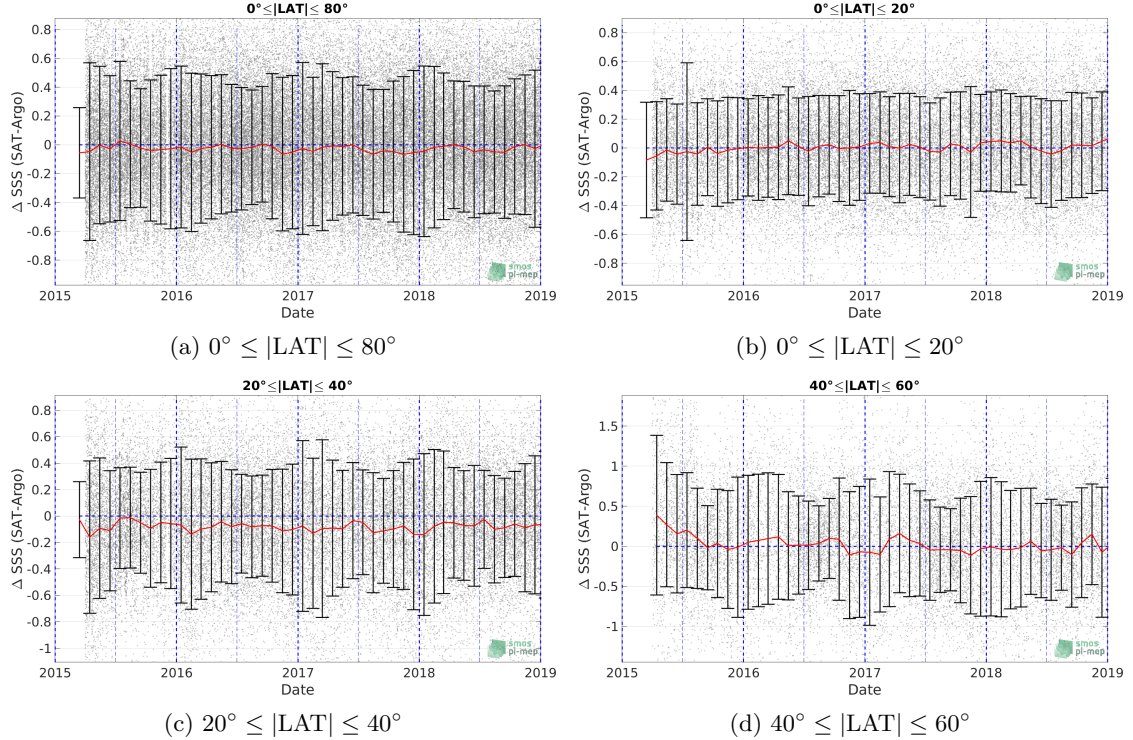 0°≤|LAT|≤ 80°
0.8
0.6
0.4
0.2
0
-0.2
-0.4
-0.6
-0.8
Δ SSS (SAT-Argo)
2015 2016 2017 2018 2019
Date
smos
pi-mep
(a) 0° ≤ |LAT| ≤ 80°
0°≤|LAT|≤ 20°
0.8
0.6
0.4
0.2
0
-0.2
-0.4
-0.6
-0.8
Δ SSS (SAT-Argo)
2015 2016 2017 2018 2019
Date
smos
pi-mep
(b) 0° ≤ |LAT| ≤ 20°
20°≤|LAT|≤ 40°
0.8
0.6
0.4
0.2
0
-0.2
-0.4
-0.6
-0.8
-1
Δ SSS (SAT-Argo)
2015 2016 2017 2018 2019
Date
smos
pi-mep
(c) 20° ≤ |LAT| ≤ 40°
40°≤|LAT|≤ 60°
1.5
1
0.5
0
-0.5
-1
Δ SSS (SAT-Argo)
2015 2016 2017 2018 2019
Date
smos
pi-mep
(d) 40° ≤ |LAT| ≤ 60°